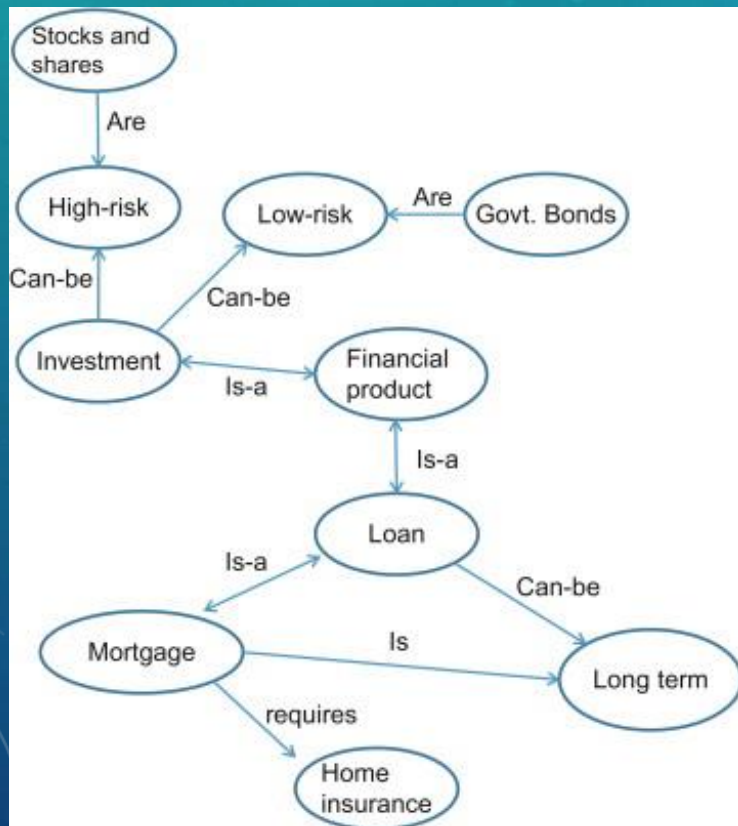 Stocks and
shares
Are
High-risk
Low-risk
Are
Govt. Bonds
Can-be
Can-be
Investment
Financial
product
Is-a
Is-a
Loan
Is-a
Can-be
Mortgage
Is
Long term
requires
Home
insurance